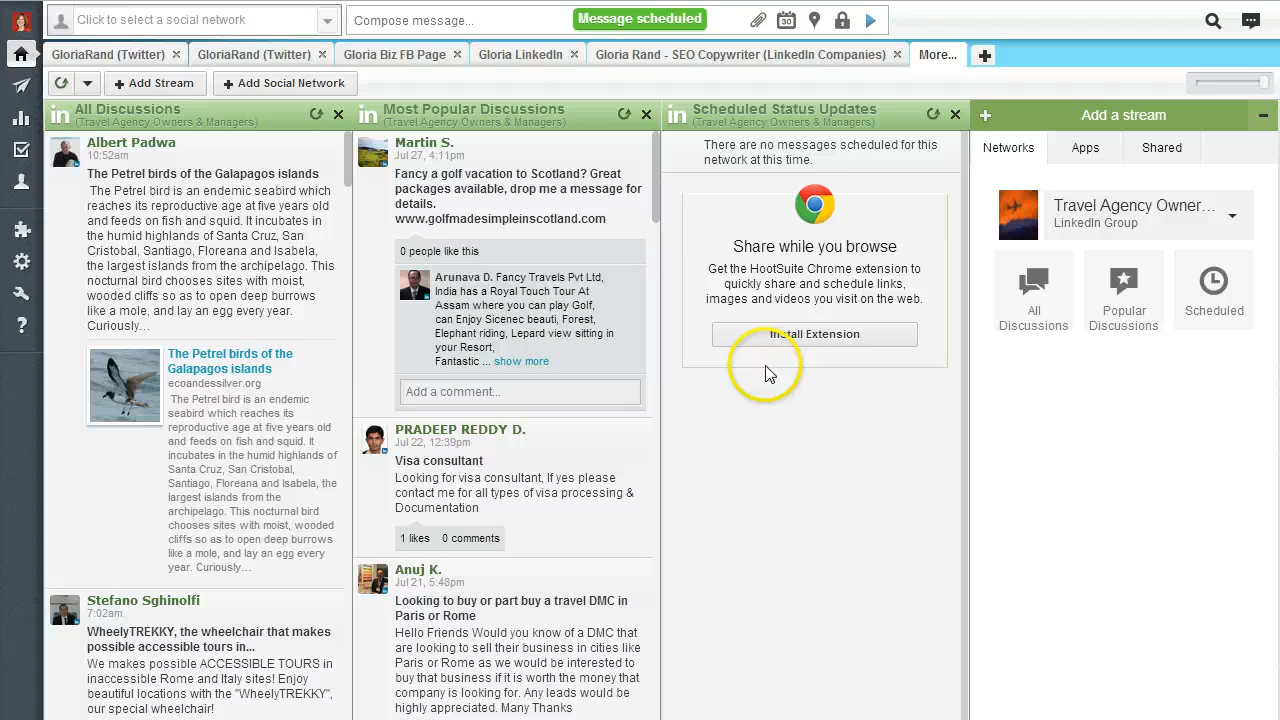 Click to select a social network
Compose message...
Message scheduled
30
GloriaRand (Twitter)
GloriaRand (Twitter)
Gloria Biz FB Page
Gloria LinkedIn
Gloria Rand - SEO Copywriter (LinkedIn Companies)
More...
Add Stream
Add Social Network
in All Discussions
(Travel Agency Owners & Managers)
Albert Padwa
10:52am
The Petrel birds of the Galapagos islands
The Petrel bird is an endemic seabird which
reaches its reproductive age at five years old
and feeds on fish and squid. It incubates in
the humid highlands of Santa Cruz, San
Cristobal, Santiago, Floreana and Isabela,
the largest islands from the archipelago. This
nocturnal bird chooses sites with moist, wooded
cliffs so as to open deep burrows
like a mole, and lay an egg every year.
Curiously…
The Petrel birds of the
Galapagos islands
ecoandessilver.org
The Petrel bird is an endemic
seabird which reaches its
reproductive age at five years old
and feeds on fish and squid. It
incubates in the humid highlands of
Santa Cruz, San Cristobal,
Santiago, Floreana and Isabela, the
largest islands from the
archipelago. This nocturnal bird
chooses sites with moist, wooded
cliffs so as to open deep burrows
like a mole, and lay an egg every
year. Curiously…
Stefano Sghinolfi
7:02am
WheelyTREKKY, the wheelchair that makes
possible accessible tours in...
We makes possible ACCESSIBLE TOURS in
inaccessible Rome and Italy sites! Enjoy
beautiful locations with the "WheelyTREKKY",
our special wheelchair!
in Most Popular Discussions
(Travel Agency Owners & Managers)
Martin S.
Jul 27, 4:11pm
Fancy a golf vacation to Scotland? Great
packages available, drop me a message for
details.
www.golfmadesimpleinscotland.com
0 people like this
Arunava D. Fancy Travels Pvt Ltd,
India has a Royal Touch Tour At
Assam where you can play Golf,
can Enjoy Sicenec beauti, Forest,
Elephant riding, Lepard view sitting in
your Resort,
Fantastic ... show more
Add a comment...
PRADEEP REDDY D.
Jul 22, 12:39pm
Visa consultant
Looking for visa consultant, If yes please
contact me for all types of visa processing &
Documentation
1 likes 0 comments
Anuj K.
Jul 21, 5:48pm
Looking to buy or part buy a travel DMC in
Paris or Rome
Hello Friends Would you know of a DMC that
are looking to sell their business in cities like
Paris or Rome as we would be interested to
buy that business if it is worth the money that
company is looking for. Any leads would be
highly appreciated. Many Thanks
in Scheduled Status Updates
(Travel Agency Owners & Managers)
There are no messages scheduled for this
network at this time.
Share while you browse
Get the HootSuite Chrome extension to
quickly share and schedule links,
images and videos you visit on the web.
Install Extension
Add a stream
Networks
Apps
Shared
Travel Agency Owner...
LinkedIn Group
All
Discussions
Popular
Discussions
Scheduled